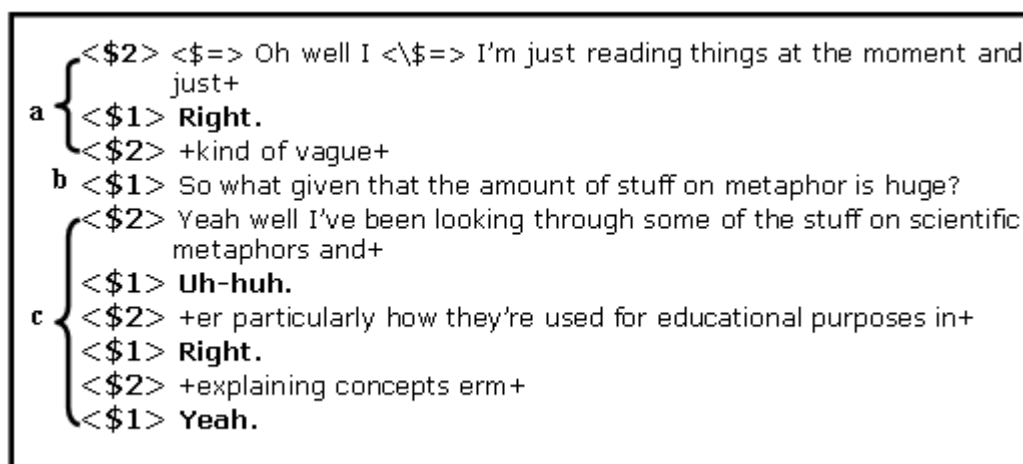 <$2> <$=> Oh well I <\$=> I'm just reading things at the moment and
just+
a
<$1> Right.
<$2> +kind of vague+
b <$1> So what given that the amount of stuff on metaphor is huge?
<$2> Yeah well I've been looking through some of the stuff on scientific
metaphors and+
<$1> Uh-huh.
c <$2> +er particularly how they're used for educational purposes in+
<$1> Right.
<$2> +explaining concepts erm+
<$1> Yeah.